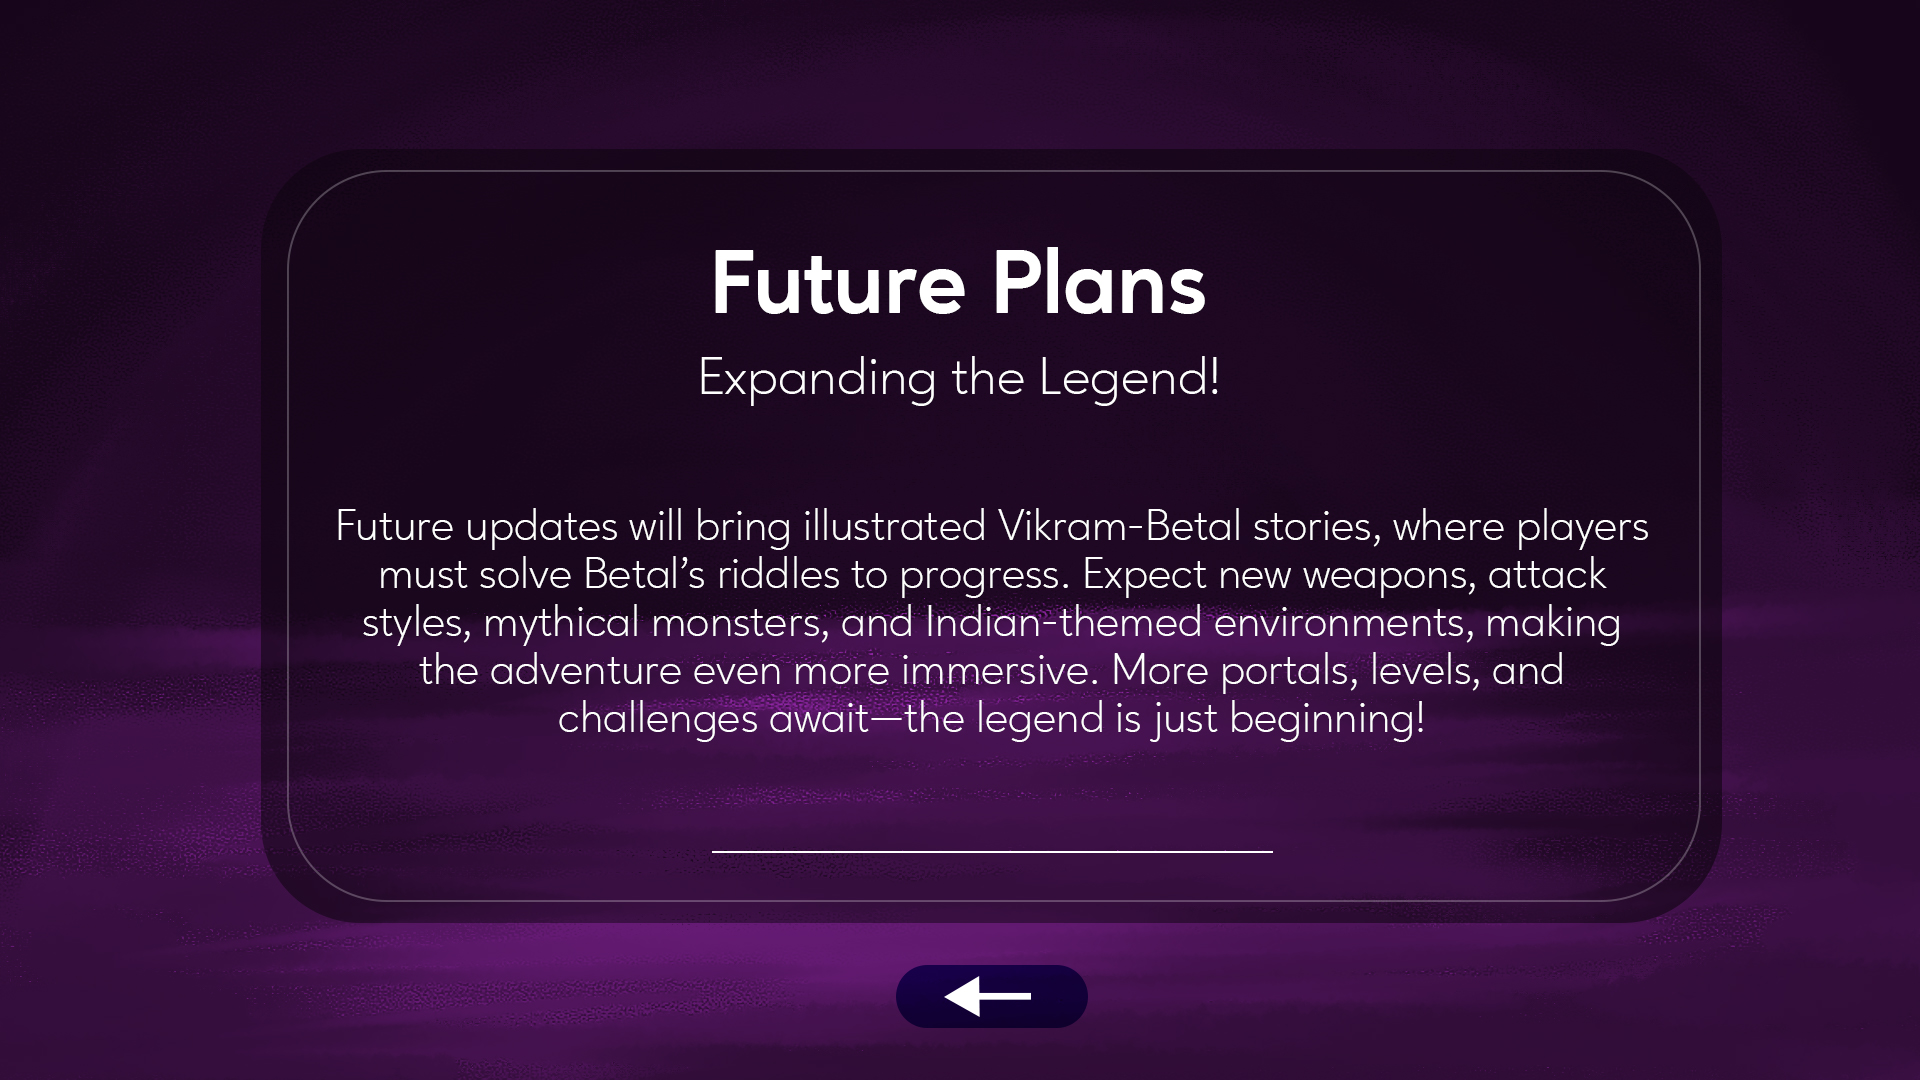 Future Plans
Expanding the Legend!
Future updates will bring illustrated Vikram-Betal stories, where players
must solve Betal’s riddles to progress. Expect new weapons, attack
styles, mythical monsters, and Indian-themed environments, making
the adventure even more immersive. More portals, levels, and
challenges await—the legend is just beginning!